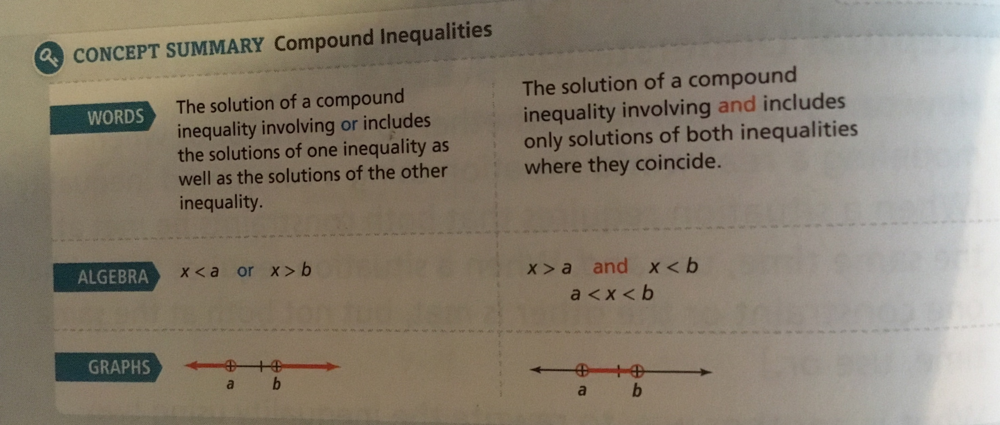 CONCEPT SUMMARY Compound Inequalities
WORDS
The solution of a compound
inequality involving or includes
the solutions of one inequality as
well as the solutions of the other
inequality.
The solution of a compound
inequality involving and includes
only solutions of both inequalities
where they coincide.
ALGEBRA
x < a or x > b
x > a and x < b
a < x < b
GRAPHS
a b
a b